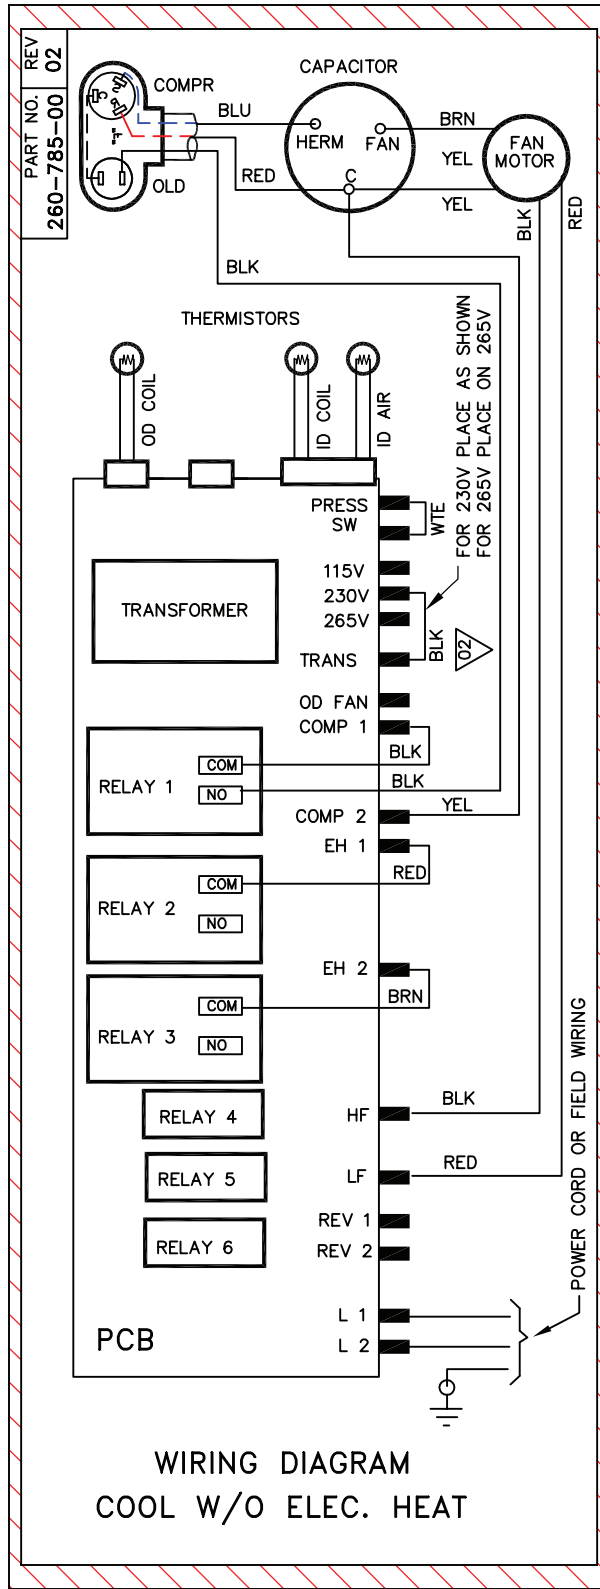 PART NO.
260-785-00
REV
02
COMPR
OLD
C
S
R
"F"
BLU
RED
BLK
CAPACITOR
HERM
FAN
C
BRN
YEL
YEL
FAN
MOTOR
BLK
RED
THERMISTORS
OD COIL
ID COIL
ID AIR
FOR 230V PLACE AS SHOWN
FOR 265V PLACE ON 265V
PRESS
SW
WTE
115V
230V
265V
TRANS
BLK
02
TRANSFORMER
OD FAN
COMP 1
BLK
RELAY 1
COM
NO
BLK
COMP 2
YEL
EH 1
RED
RELAY 2
COM
NO
EH 2
BRN
RELAY 3
COM
NO
RELAY 4
HF
BLK
RELAY 5
LF
RED
RELAY 6
REV 1
REV 2
L 1
L 2
POWER CORD OR FIELD WIRING
PCB
WIRING DIAGRAM
COOL W/O ELEC. HEAT